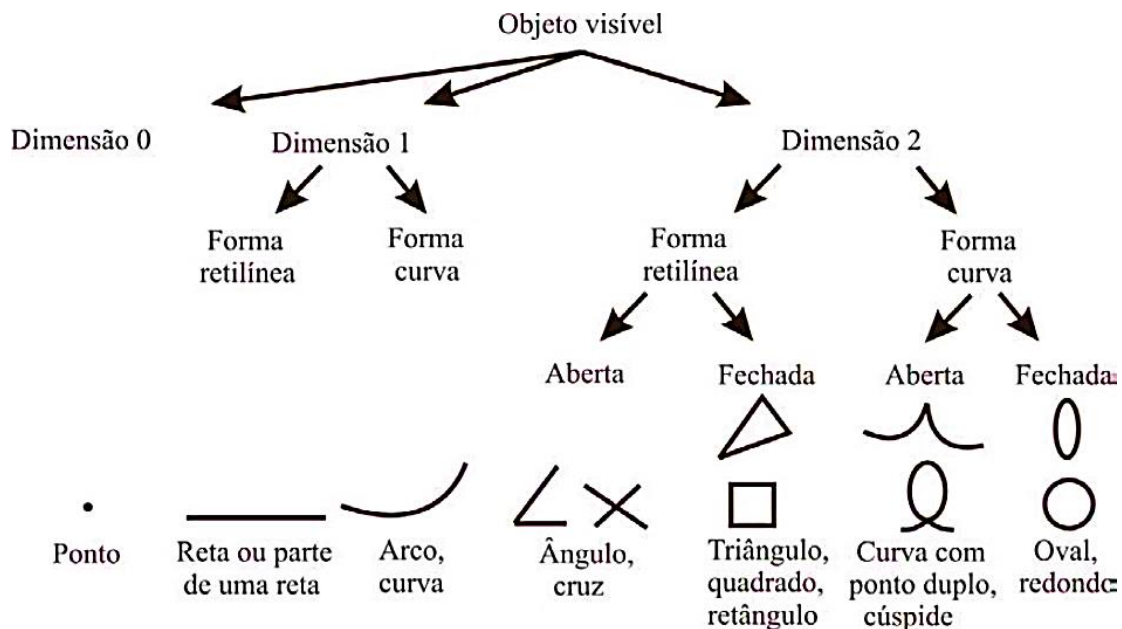 Objeto visível
Dimensão 0
Dimensão 1
Dimensão 2
Forma
retilínea
Forma
curva
Forma
retilínea
Forma
curva
Aberta
Fechada
Aberta
Fechada
Ponto
Reta ou parte
de uma reta
Arco,
curva
Ângulo,
cruz
Triângulo,
quadrado,
retângulo
Curva com
ponto duplo,
cúspide
Oval,
redondo